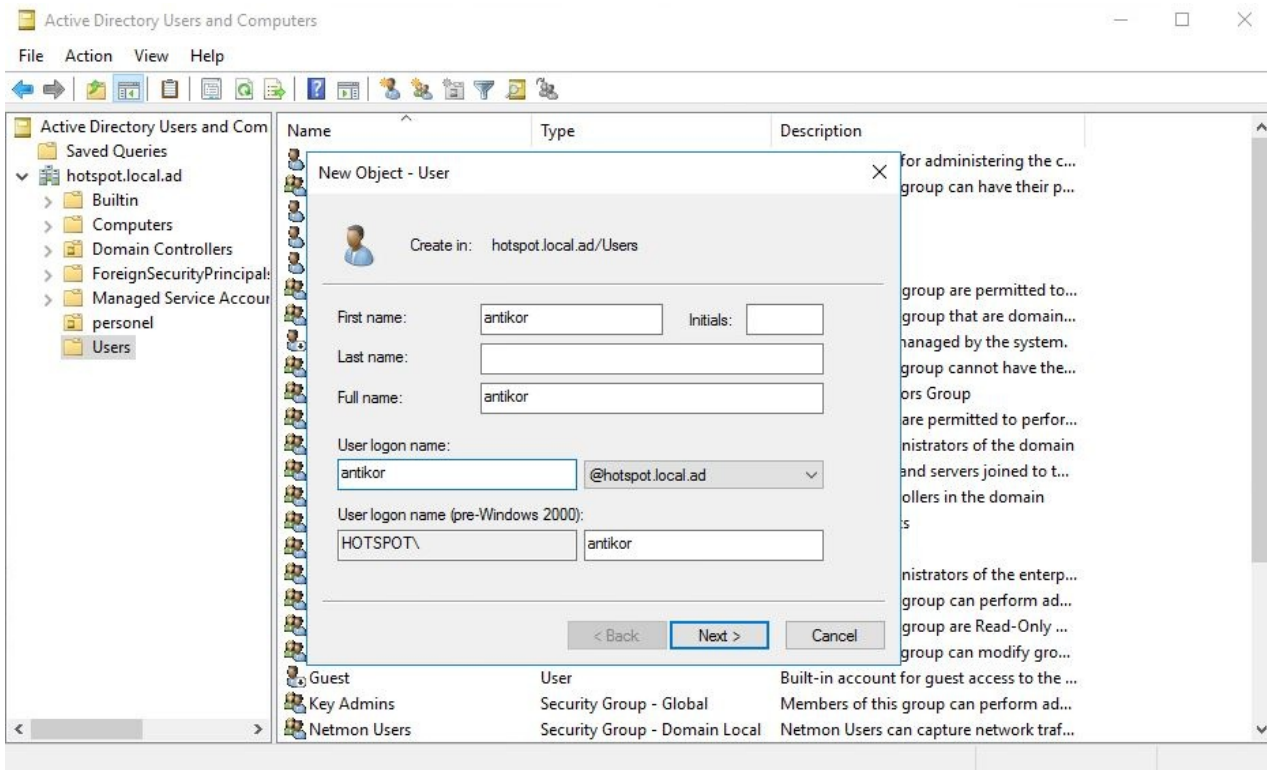 Active Directory Users and Computers
File Action View Help
Active Directory Users and Com
Saved Queries
hotspot.local.ad
Builtin
Computers
Domain Controllers
ForeignSecurityPrincipals
Managed Service Accour
personel
Users
Name Type Description
for administering the c...
group can have their p...
group are permitted to...
group that are domain...
nanaged by the system.
group cannot have the...
ors Group
are permitted to perfor...
nistrators of the domain
and servers joined to t...
ollers in the domain
s
nistrators of the enterp...
group can perform ad...
group are Read-Only ...
group can modify gro...
Guest User Built-in account for guest access to the ...
Key Admins Security Group - Global Members of this group can perform ad...
Netmon Users Security Group - Domain Local Netmon Users can capture network traf...
New Object - User
Create in: hotspot.local.ad/Users
First name: antikor Initials:
Last name:
Full name: antikor
User logon name:
antikor @hotspot.local.ad
User logon name (pre-Windows 2000):
HOTSPOT\ antikor
< Back Next > Cancel